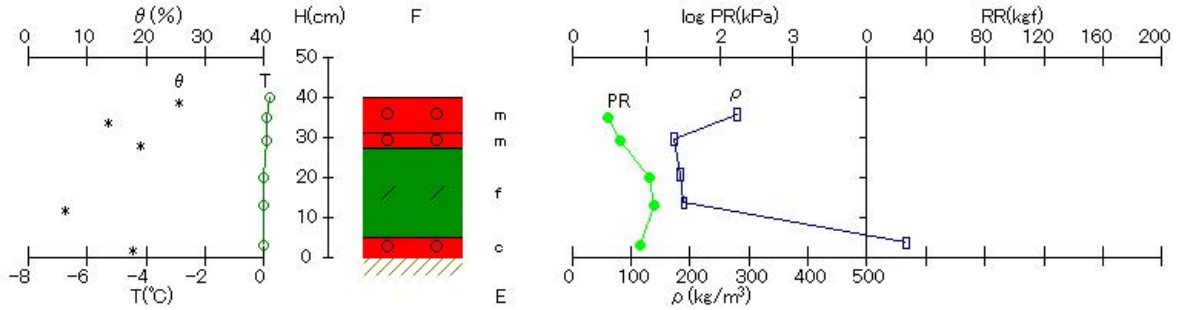 θ(%)
H(cm)
F
log PR(kPa)
RR(kgf)
0 10 20 30 40
0 1 2 3 0 40 80 120 160 200
50
40
30
20
10
0
θ
T
m
m
f
c
PR
ρ
-8 -6 -4 -2 0
T(℃)
E
0 100 200 300 400 500
ρ(kg/m³)